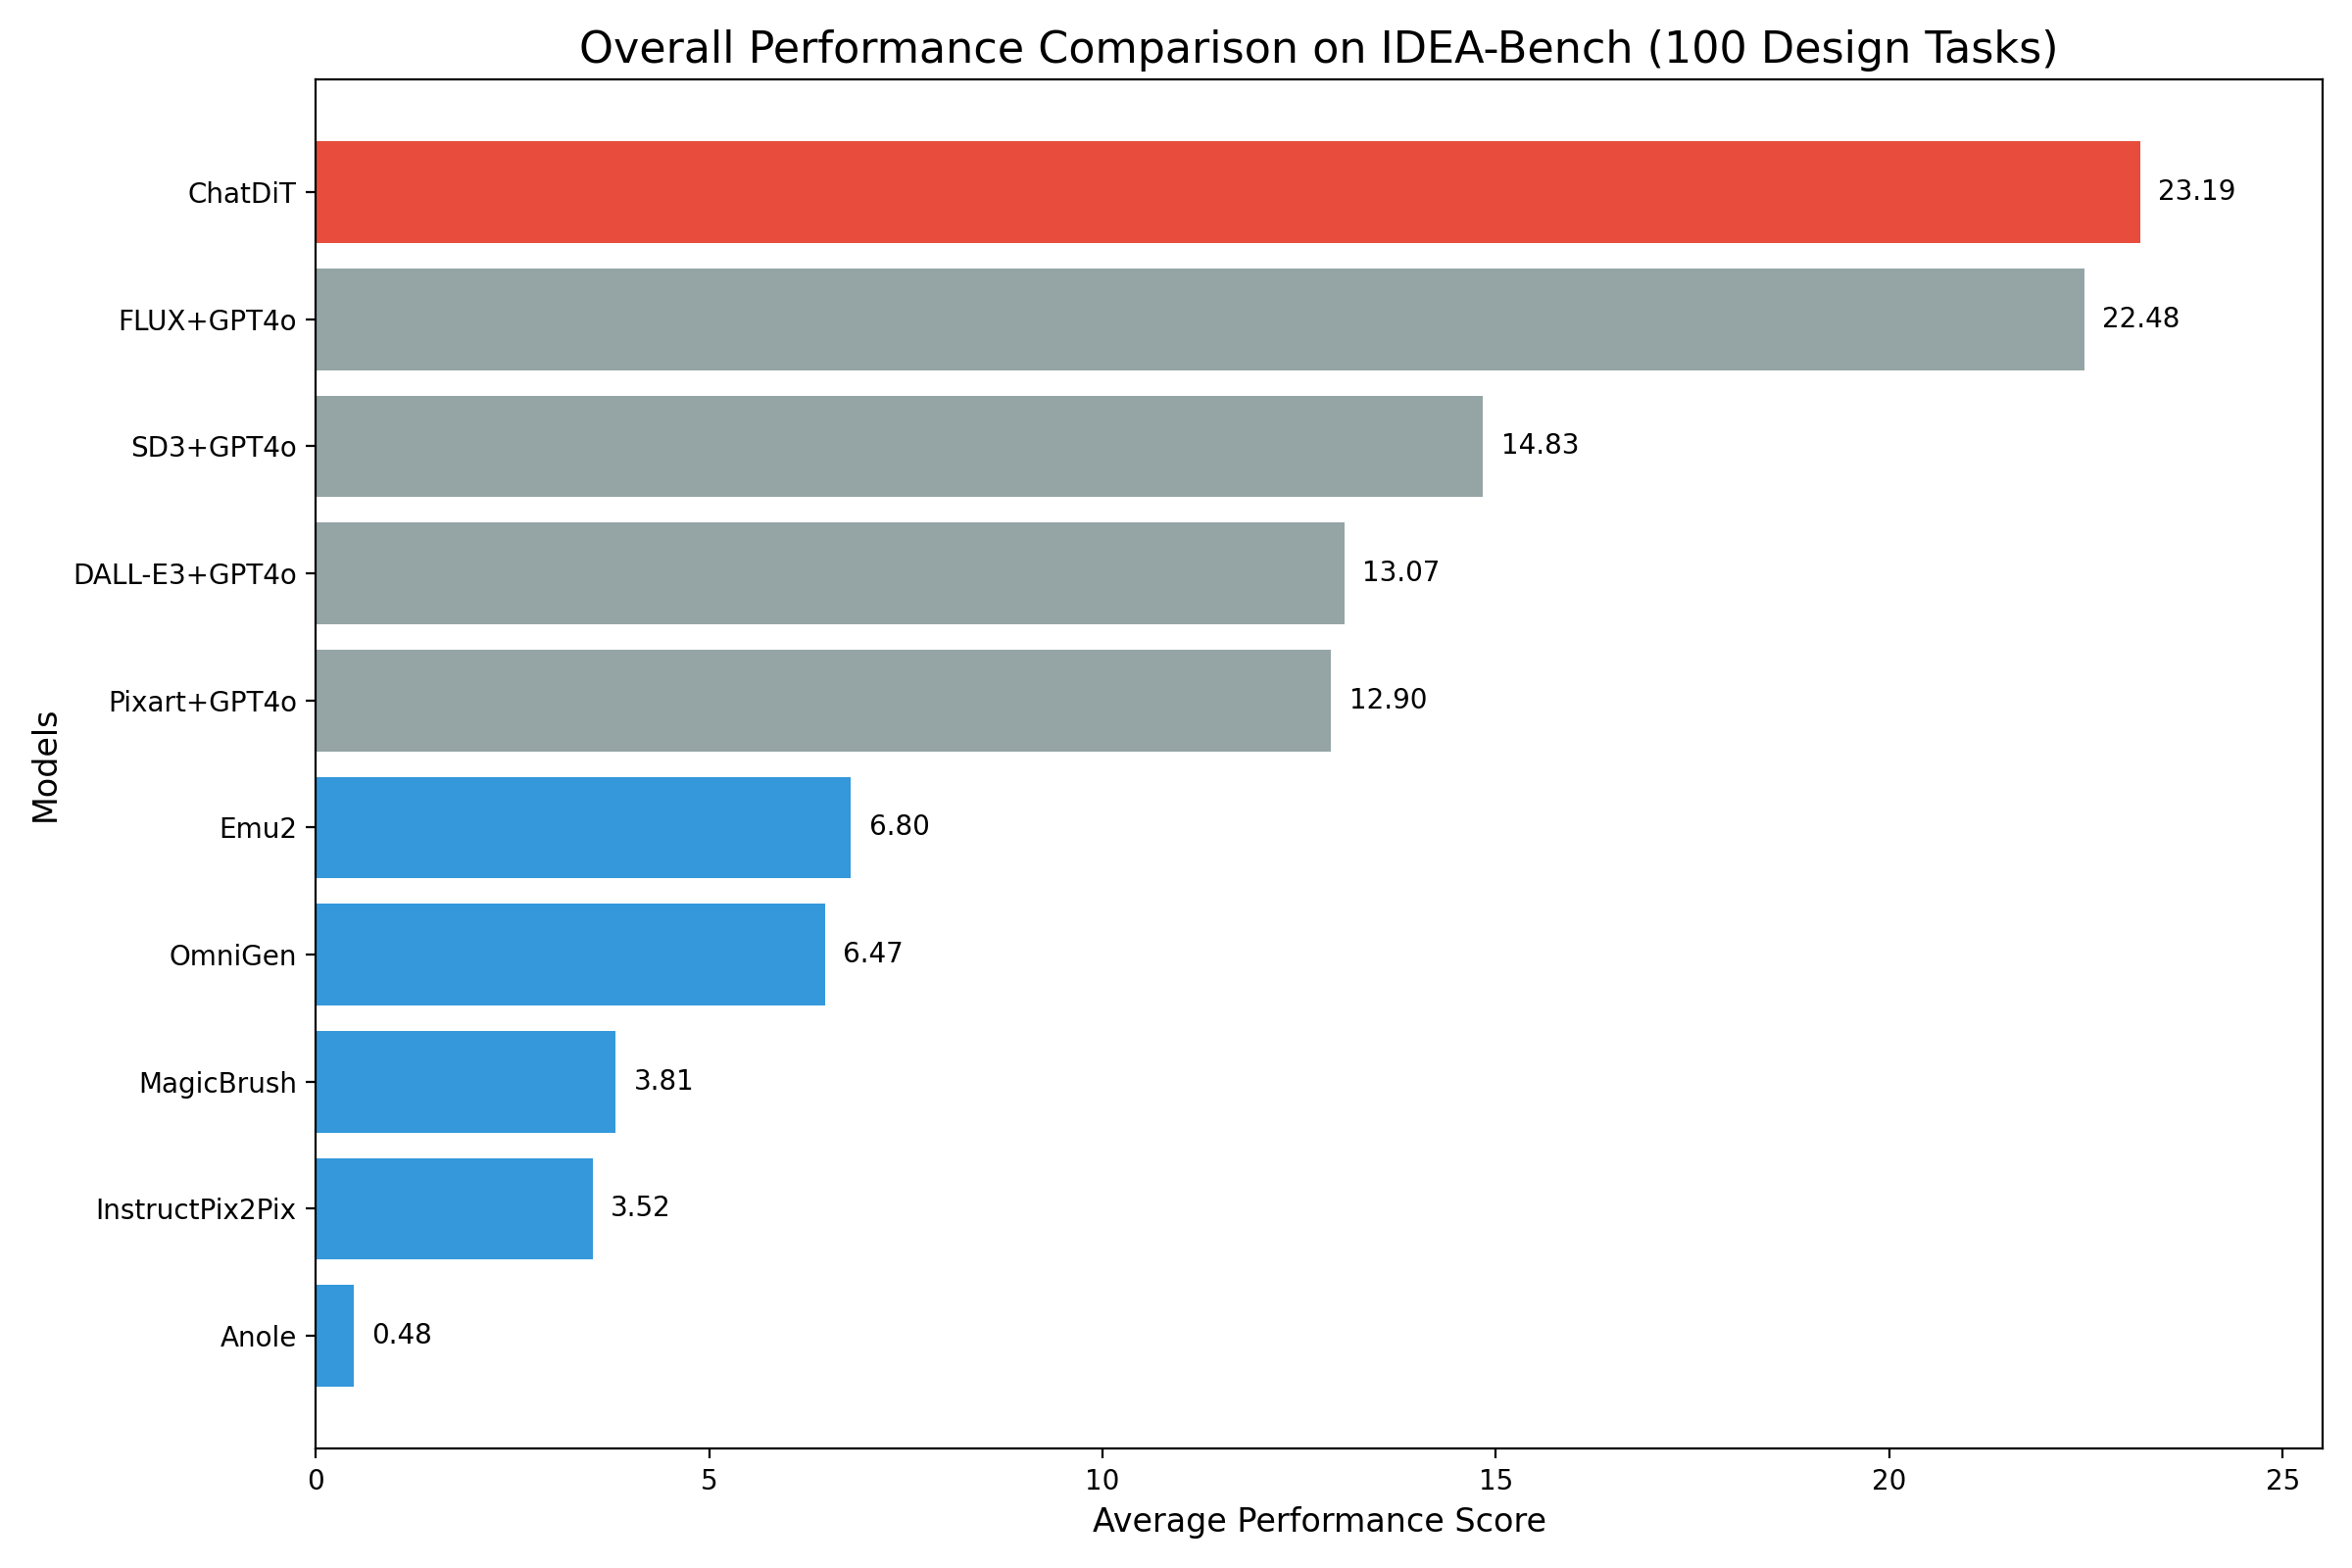 Overall Performance Comparison on IDEA-Bench (100 Design Tasks)
Models
ChatDiT 23.19
FLUX+GPT4o 22.48
SD3+GPT4o 14.83
DALL-E3+GPT4o 13.07
Pixart+GPT4o 12.90
Emu2 6.80
OmniGen 6.47
MagicBrush 3.81
InstructPix2Pix 3.52
Anole 0.48
0 5 10 15 20 25
Average Performance Score